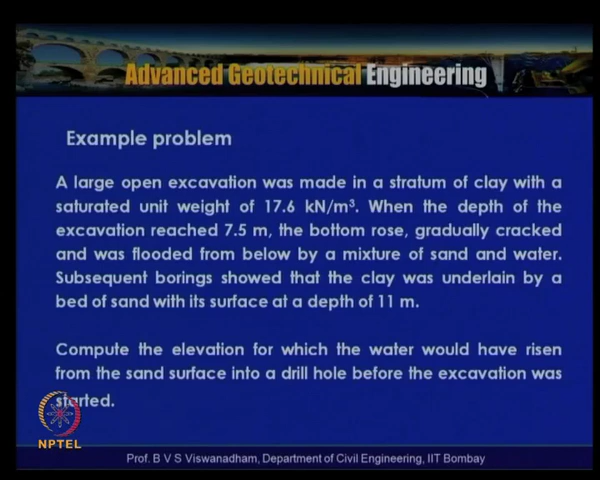 Advanced Geotechnical Engineering
Example problem
A large open excavation was made in a stratum of clay with a
saturated unit weight of 17.6 kN/m³. When the depth of the
excavation reached 7.5 m, the bottom rose, gradually cracked
and was flooded from below by a mixture of sand and water.
Subsequent borings showed that the clay was underlain by a
bed of sand with its surface at a depth of 11 m.
Compute the elevation for which the water would have risen
from the sand surface into a drill hole before the excavation was
started.
NPTEL
Prof. B V S Viswanadham, Department of Civil Engineering, IIT Bombay